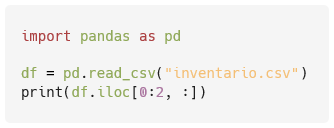 import pandas as pd
df = pd.read_csv("inventario.csv")
print(df.iloc[0:2, :])